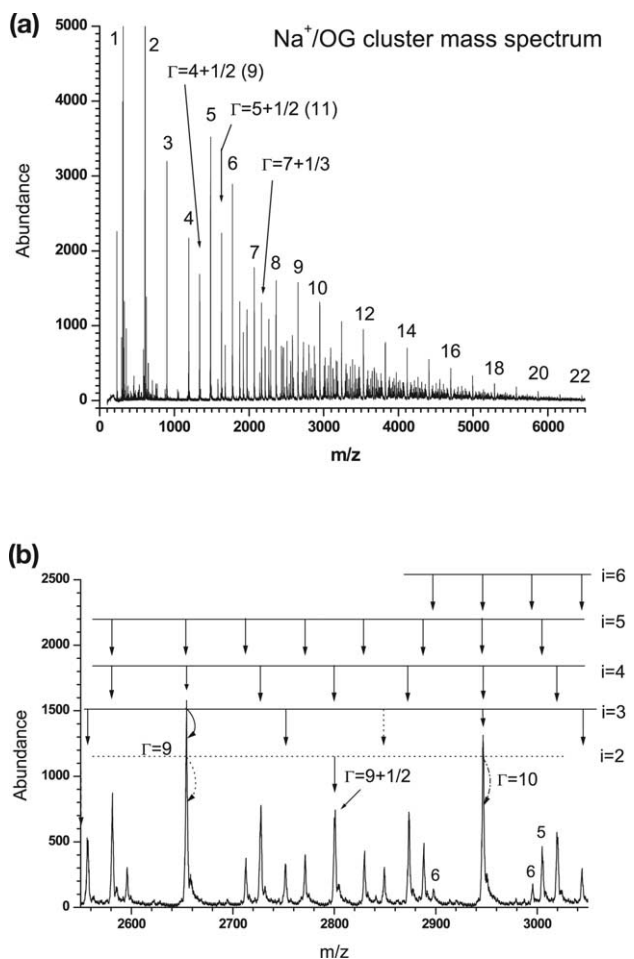 (a)
Na⁺/OG cluster mass spectrum
5000
4000
3000
2000
1000
0
Abundance
1
2
3
4
5
6
7
8
9
10
12
14
16
18
20
22
Γ=4+1/2 (9)
Γ=5+1/2 (11)
Γ=7+1/3
0 1000 2000 3000 4000 5000 6000
m/z
(b)
2500
2000
1500
1000
500
0
Abundance
i=6
i=5
i=4
i=3
i=2
Γ=9
Γ=9+1/2
Γ=10
6
6
5
2600 2700 2800 2900 3000
m/z